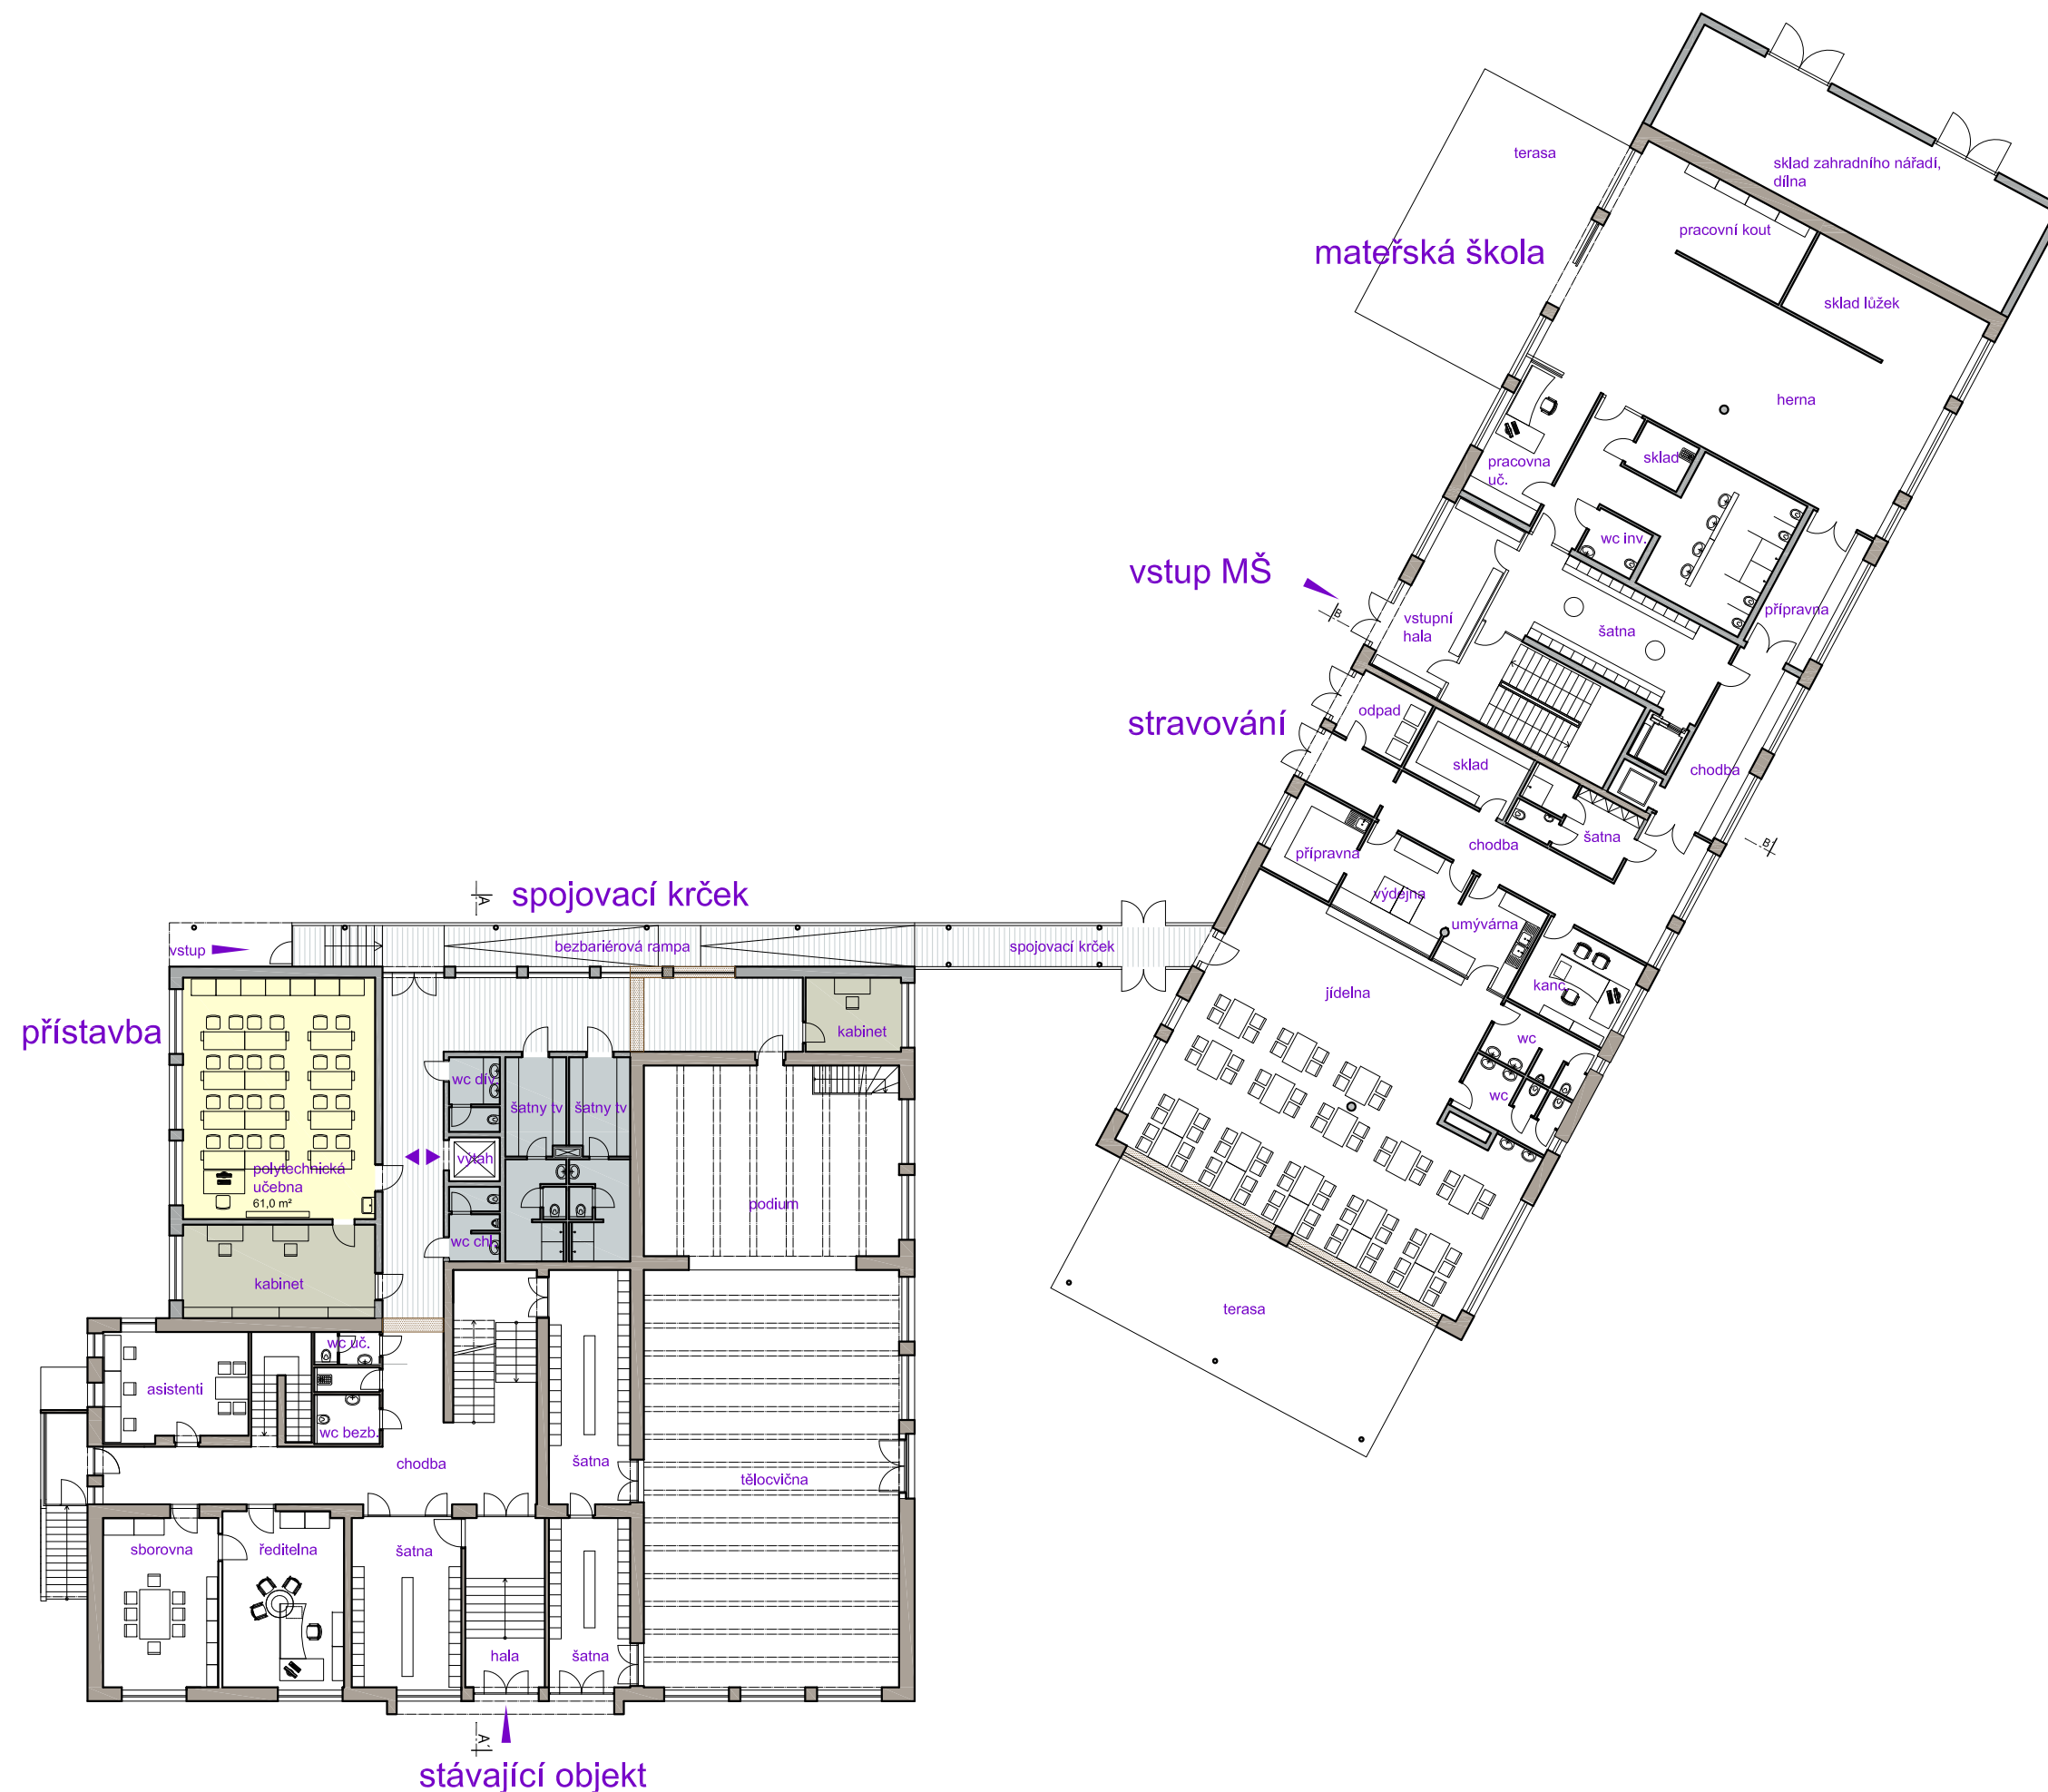 terasa
sklad zahradního nářadí,
dílna
pracovní kout
mateřská škola
sklad lůžek
herna
sklad
pracovna
uč.
wc inv.
vstup MŠ
B
přípravna
vstupní
hala
šatna
odpad
stravování
sklad
chodba
šatna
B'
chodba
přípravna
výdejna
umývárna
A
spojovací krček
vstup
bezbariérová rampa
spojovací krček
kanc.
jídelna
přístavba
kabinet
wc
wc dív.
šatny tv
šatny tv
wc
výtah
polytechnická
učebna
61,0 m²
podium
wc chl.
kabinet
terasa
wc uč.
asistenti
wc bezb.
chodba
šatna
tělocvična
sborovna
ředitelna
šatna
hala
šatna
A'
stávající objekt